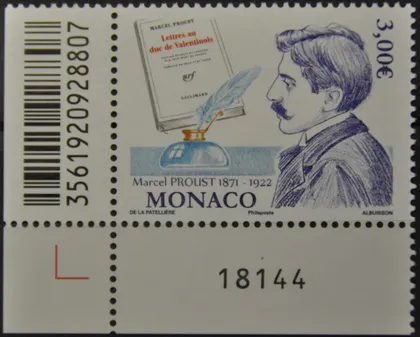 3561920928807
MARCEL PROUST
Lettres au
duc de Valentinois
nrf
GALLIMARD
3,00€
Marcel PROUST 1871 - 1922
MONACO
DE LA PATELLIÈRE Philaposte ALBUISSON
18144